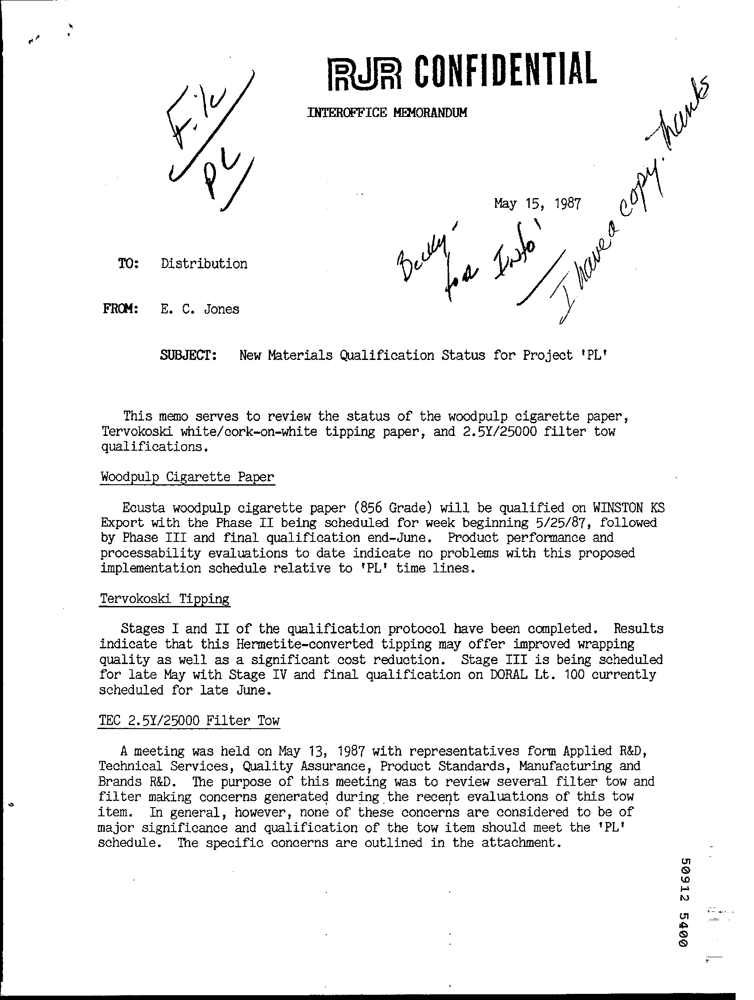 RJR CONFIDENTIAL
INTEROFFICE MEMORANDUM
File
PL
May 15, 1987
Becky-
for Info!
I have a copy. Thanks
TO: Distribution
FROM: E. C. Jones
SUBJECT: New Materials Qualification Status for Project 'PL'
This memo serves to review the status of the woodpulp cigarette paper,
Tervokoski white/cork-on-white tipping paper, and 2.5Y/25000 filter tow
qualifications.
Woodpulp Cigarette Paper
Ecusta woodpulp cigarette paper (856 Grade) will be qualified on WINSTON KS
Export with the Phase II being scheduled for week beginning 5/25/87, followed
by Phase III and final qualification end-June. Product performance and
processability evaluations to date indicate no problems with this proposed
implementation schedule relative to 'PL' time lines.
Tervokoski Tipping
Stages I and II of the qualification protocol have been completed. Results
indicate that this Hermetite-converted tipping may offer improved wrapping
quality as well as a significant cost reduction. Stage III is being scheduled
for late May with Stage IV and final qualification on DORAL Lt. 100 currently
scheduled for late June.
TEC 2.5Y/25000 Filter Tow
A meeting was held on May 13, 1987 with representatives form Applied R&D,
Technical Services, Quality Assurance, Product Standards, Manufacturing and
Brands R&D. The purpose of this meeting was to review several filter tow and
filter making concerns generated during the recent evaluations of this tow
item. In general, however, none of these concerns are considered to be of
major significance and qualification of the tow item should meet the 'PL'
schedule. The specific concerns are outlined in the attachment.
50912 5400